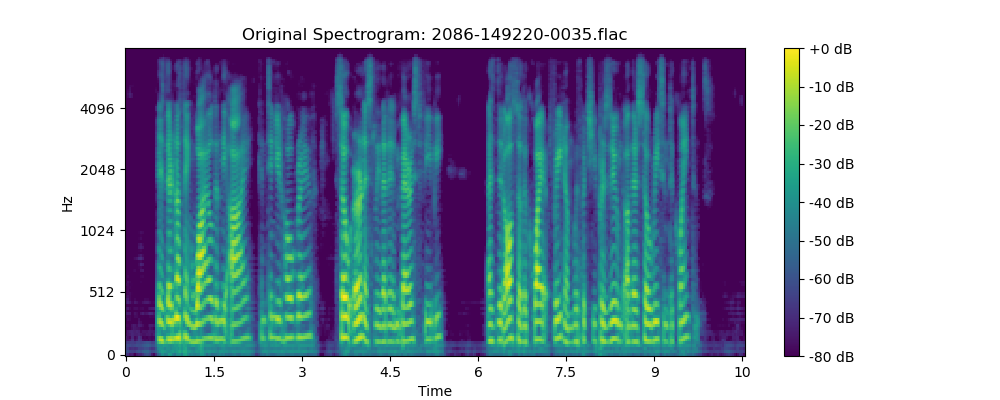 Original Spectrogram: 2086-149220-0035.flac
Hz
4096
2048
1024
512
0
0 1.5 3 4.5 6 7.5 9 10
Time
+0 dB
-10 dB
-20 dB
-30 dB
-40 dB
-50 dB
-60 dB
-70 dB
-80 dB